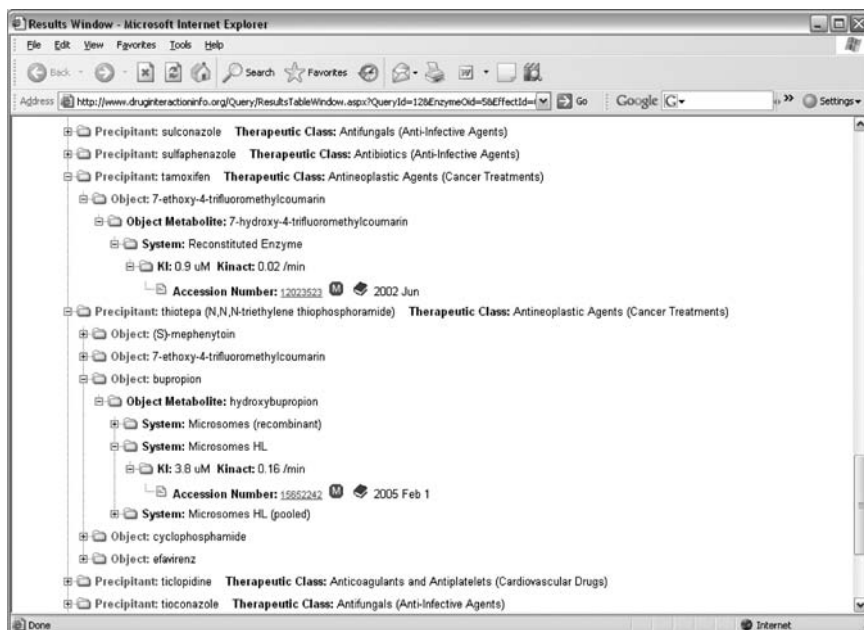 Results Window - Microsoft Internet Explorer
File Edit View Favorites Tools Help
Back Search Favorites
Address http://www.druginteractioninfo.org/Query/ResultsTableWindow.aspx?QueryId=12&EnzymeOid=5&EffectId= Go Google G Settings
Precipitant: sulconazole Therapeutic Class: Antifungals (Anti-Infective Agents)
Precipitant: sulfaphenazole Therapeutic Class: Antibiotics (Anti-Infective Agents)
Precipitant: tamoxifen Therapeutic Class: Antineoplastic Agents (Cancer Treatments)
Object: 7-ethoxy-4-trifluoromethylcoumarin
Object Metabolite: 7-hydroxy-4-trifluoromethylcoumarin
System: Reconstituted Enzyme
KI: 0.9 uM Kinact: 0.02 /min
Accession Number: 12023523 M 2002 Jun
Precipitant: thiotepa (N,N,N-triethylene thiophosphoramide) Therapeutic Class: Antineoplastic Agents (Cancer Treatments)
Object: (S)-mephenytoin
Object: 7-ethoxy-4-trifluoromethylcoumarin
Object: bupropion
Object Metabolite: hydroxybupropion
System: Microsomes (recombinant)
System: Microsomes HL
KI: 3.8 uM Kinact: 0.16 /min
Accession Number: 15652242 M 2005 Feb 1
System: Microsomes HL (pooled)
Object: cyclophosphamide
Object: efavirenz
Precipitant: ticlopidine Therapeutic Class: Anticoagulants and Antiplatelets (Cardiovascular Drugs)
Precipitant: tioconazole Therapeutic Class: Antifungals (Anti-Infective Agents)
Done Internet